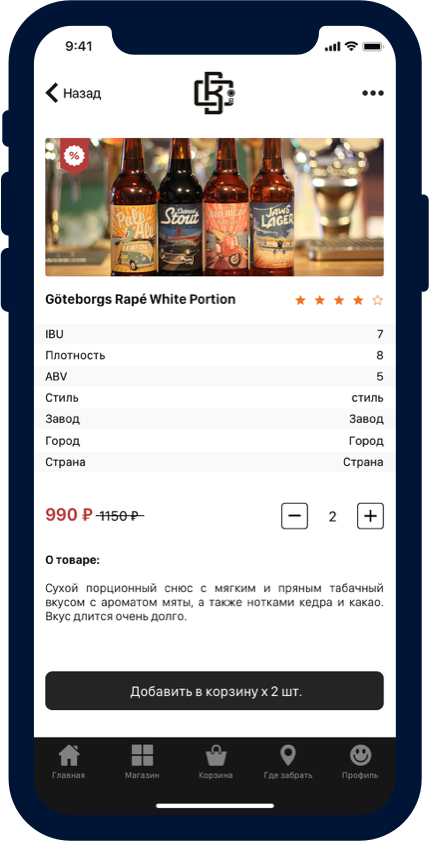 9:41
Назад
%
Pale Ale
Stout
AMERICAN
JAWS LAGER
Göteborgs Rapé White Portion
IBU 7
Плотность 8
ABV 5
Стиль стиль
Завод Завод
Город Город
Страна Страна
990 ₽ 1150 ₽
2
О товаре:
Сухой порционный снюс с мягким и пряным табачный
вкусом с ароматом мяты, а также нотками кедра и какао.
Вкус длится очень долго.
Добавить в корзину x 2 шт.
Главная Магазин Корзина Где забрать Профиль